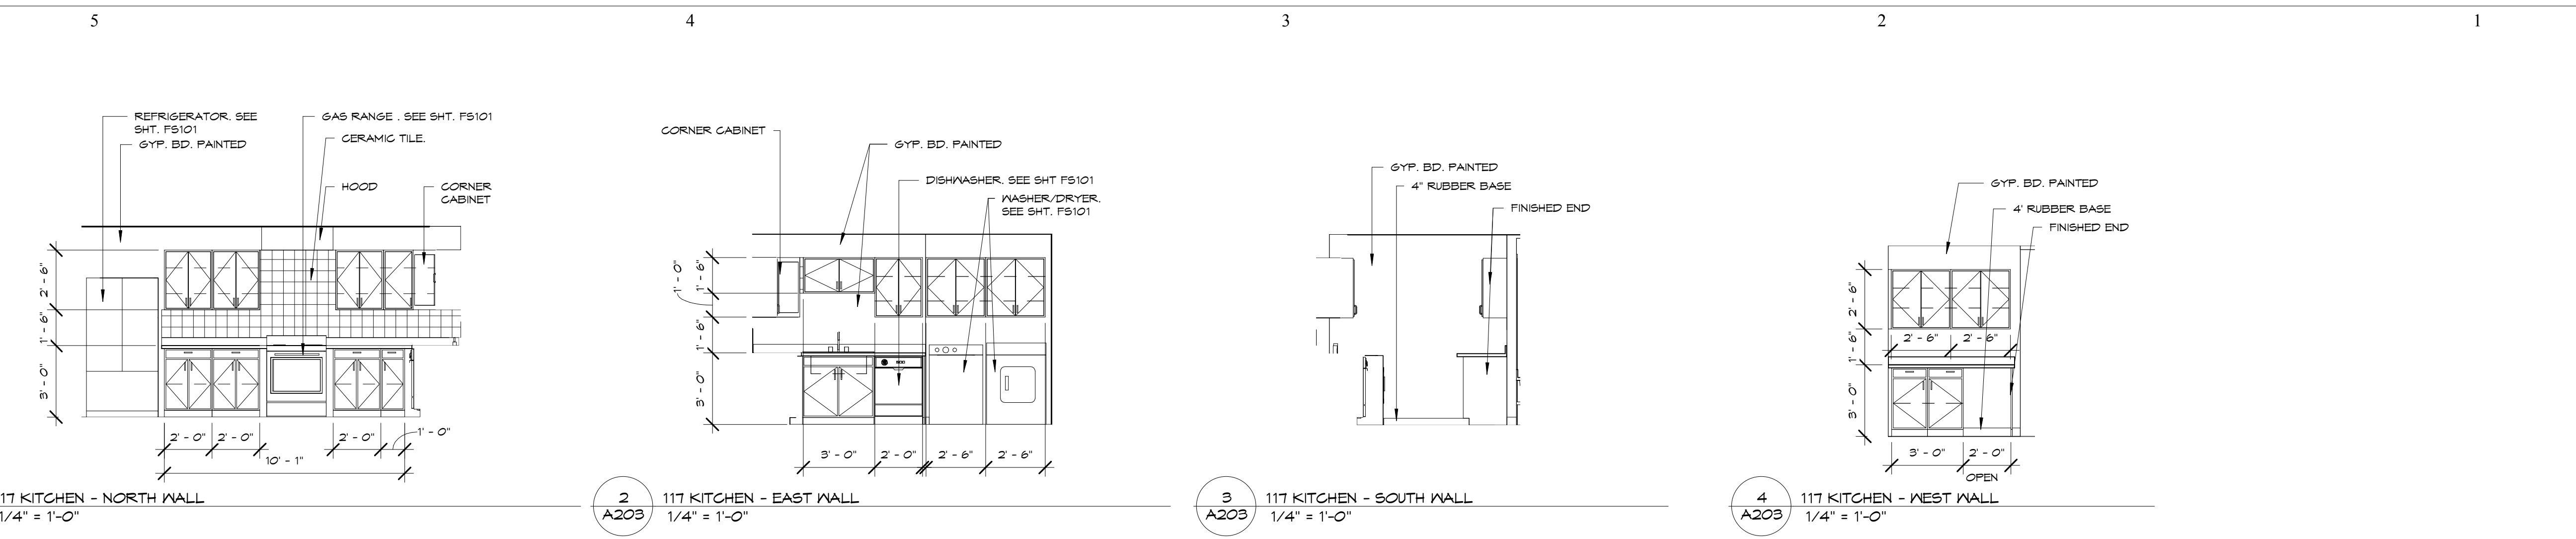 5
4
3
2
1
REFRIGERATOR. SEE
SHT. FS101
GYP. BD. PAINTED
GAS RANGE . SEE SHT. FS101
CERAMIC TILE.
HOOD
CORNER
CABINET
2' - 6"
1' - 6"
3' - 0"
2' - 0"
2' - 0"
2' - 0"
1' - 0"
10' - 1"
17 KITCHEN - NORTH WALL
1/4" = 1'-0"
CORNER CABINET
GYP. BD. PAINTED
DISHWASHER. SEE SHT FS101
WASHER/DRYER.
SEE SHT. FS101
1' - 0"
1' - 6"
1' - 6"
3' - 0"
3' - 0"
2' - 0"
2' - 6"
2' - 6"
2
A203
117 KITCHEN - EAST WALL
1/4" = 1'-0"
GYP. BD. PAINTED
4" RUBBER BASE
FINISHED END
3
A203
117 KITCHEN - SOUTH WALL
1/4" = 1'-0"
GYP. BD. PAINTED
4' RUBBER BASE
FINISHED END
2' - 6"
1' - 6"
3' - 0"
2' - 6"
2' - 6"
3' - 0"
2' - 0"
OPEN
4
A203
117 KITCHEN - WEST WALL
1/4" = 1'-0"